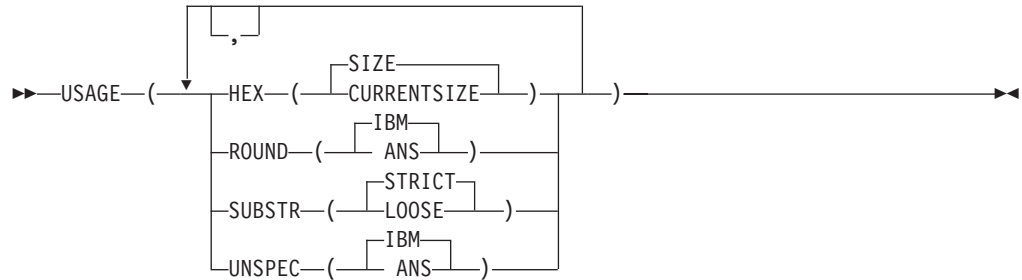 ,
SIZE
USAGE ( HEX ( CURRENTSIZE ) )
IBM
ROUND ( ANS )
STRICT
SUBSTR ( LOOSE )
IBM
UNSPEC ( ANS )